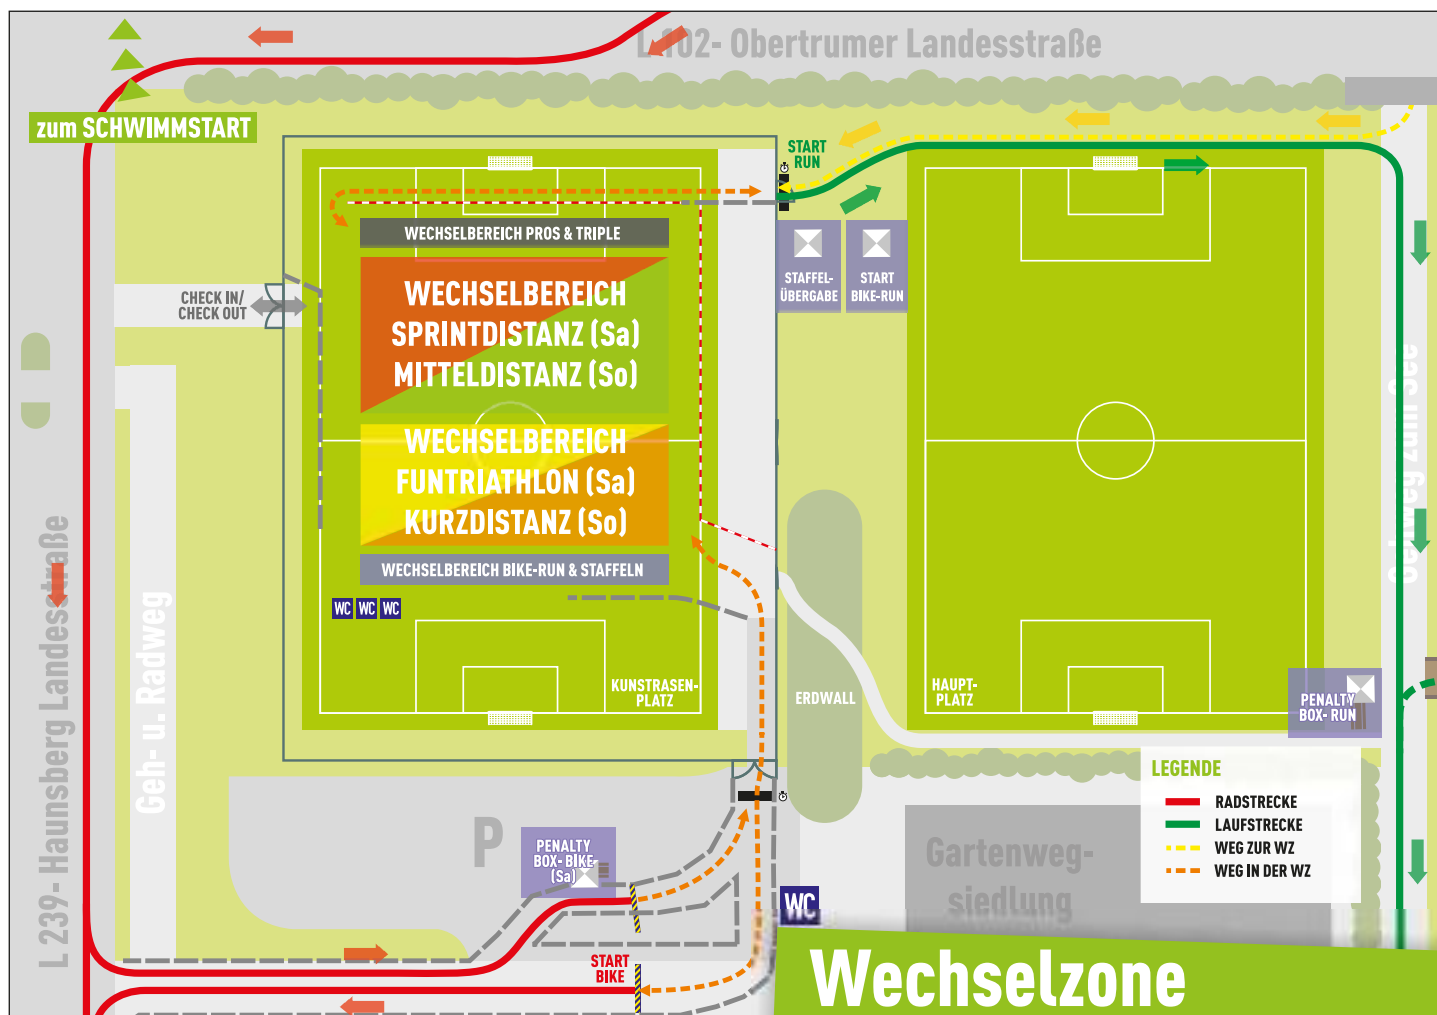 L 102- Obertrumer Landesstraße
zum SCHWIMMSTART
START
RUN
WECHSELBEREICH PROS & TRIPLE
STAFFEL-
ÜBERGABE
START
BIKE-RUN
CHECK IN/
CHECK OUT
WECHSELBEREICH
SPRINTDISTANZ (Sa)
MITTELDISTANZ (So)
WECHSELBEREICH
FUNTRIATHLON (Sa)
KURZDISTANZ (So)
WECHSELBEREICH BIKE-RUN & STAFFELN
WC WC WC
KUNSTRASEN-
PLATZ
ERDWALL
HAUPT-
PLATZ
PENALTY
BOX- RUN
Gehweg zum See
L 239- Haunsberg Landesstraße
Geh- u. Radweg
P
PENALTY
BOX- BIKE
(Sa)
START
BIKE
WC
Gartenweg-
siedlung
LEGENDE
RADSTRECKE
LAUFSTRECKE
WEG ZUR WZ
WEG IN DER WZ
Wechselzone